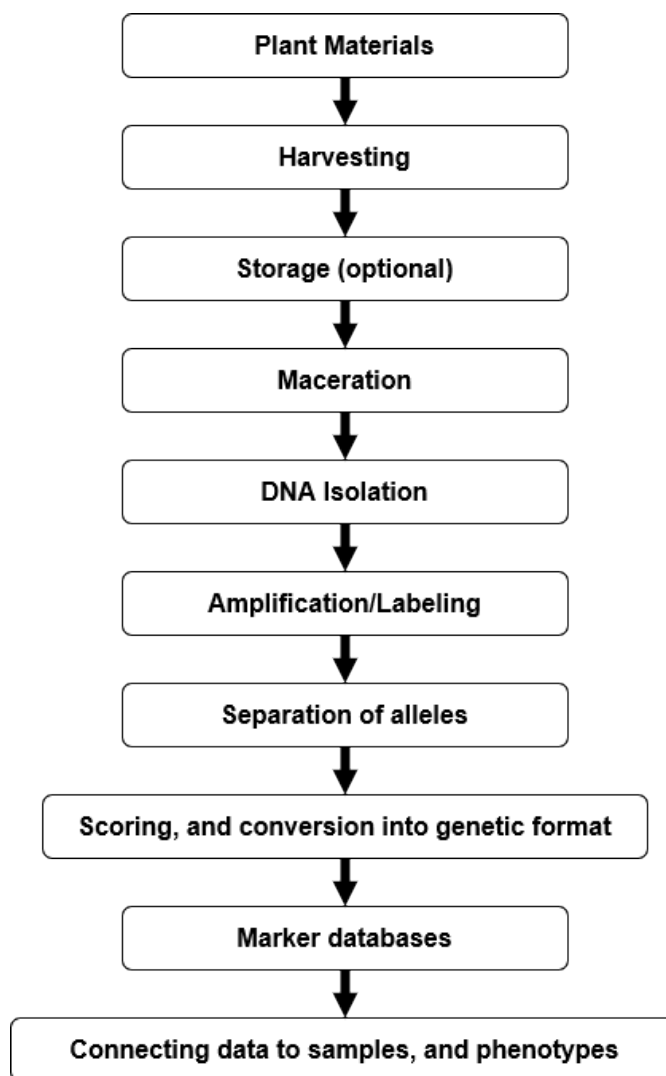 Plant Materials
Harvesting
Storage (optional)
Maceration
DNA Isolation
Amplification/Labeling
Separation of alleles
Scoring, and conversion into genetic format
Marker databases
Connecting data to samples, and phenotypes